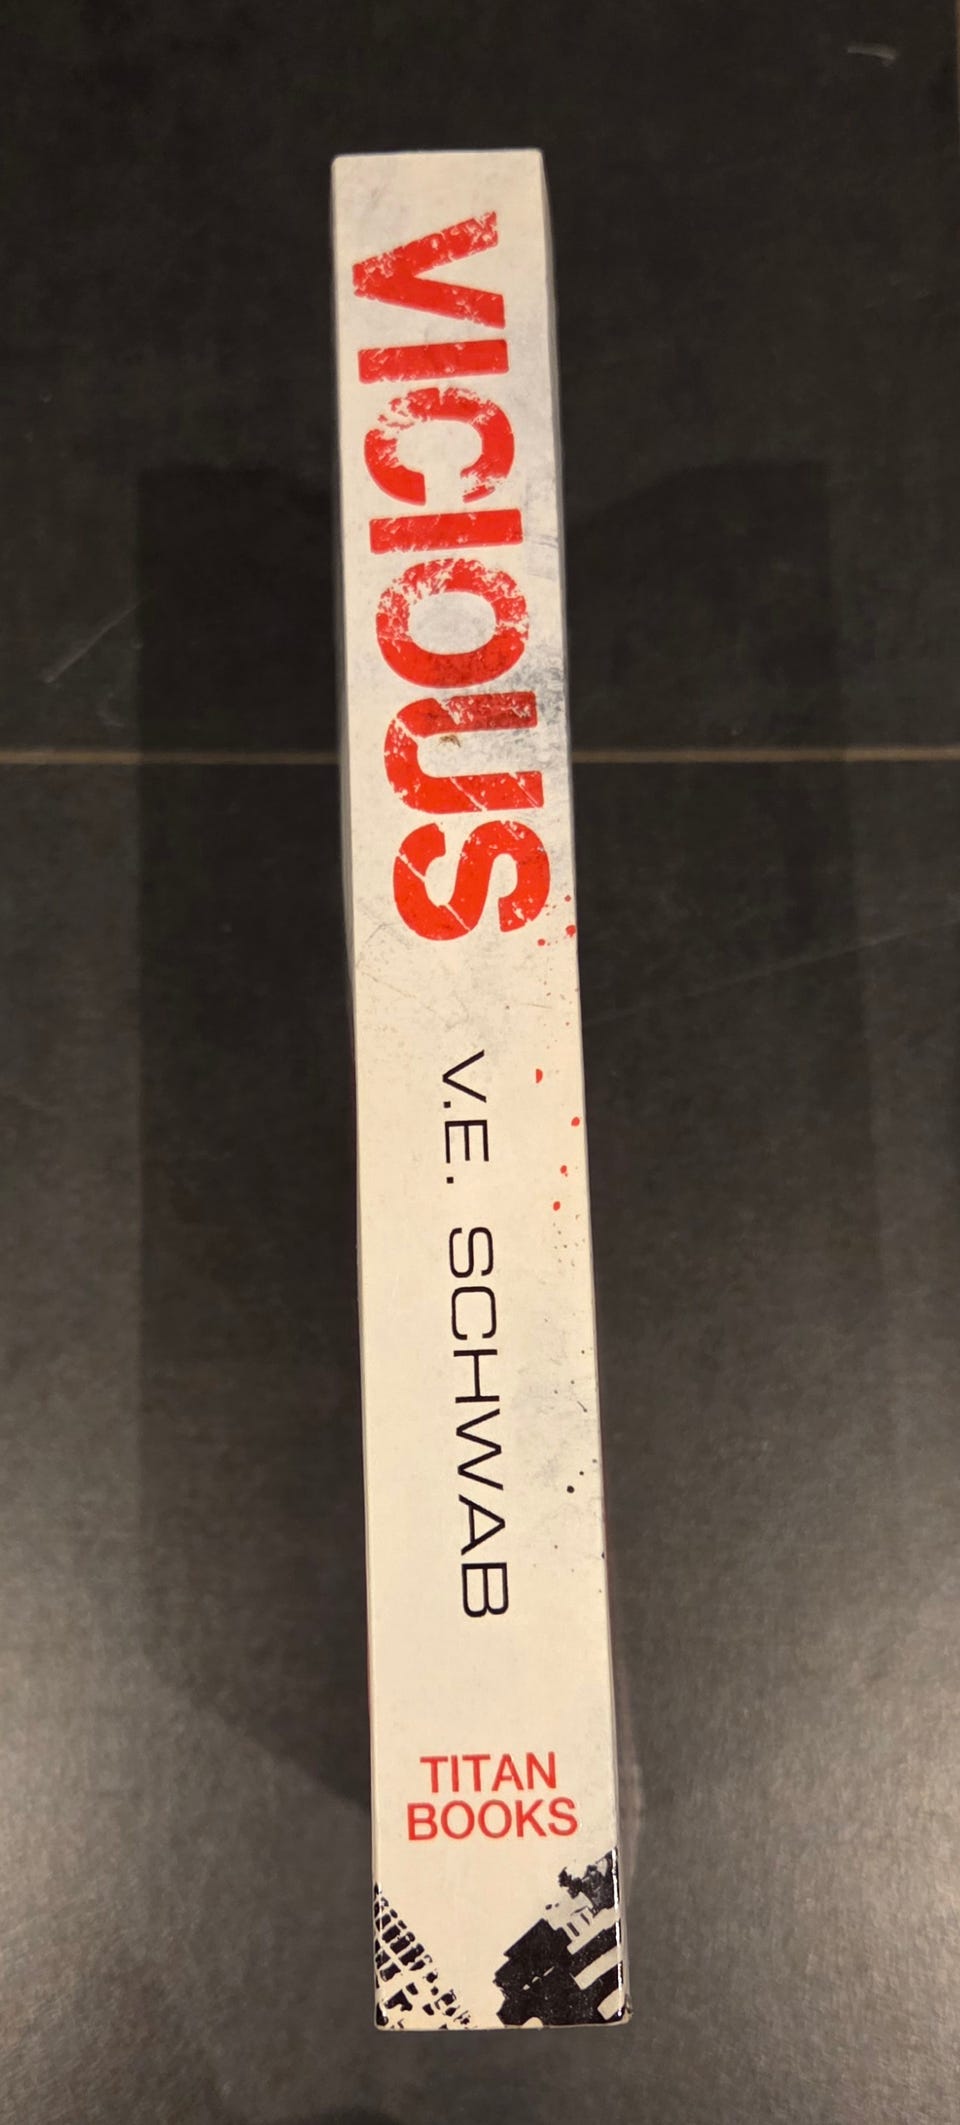 VICIOUS
V.E. SCHWAB
TITAN
BOOKS